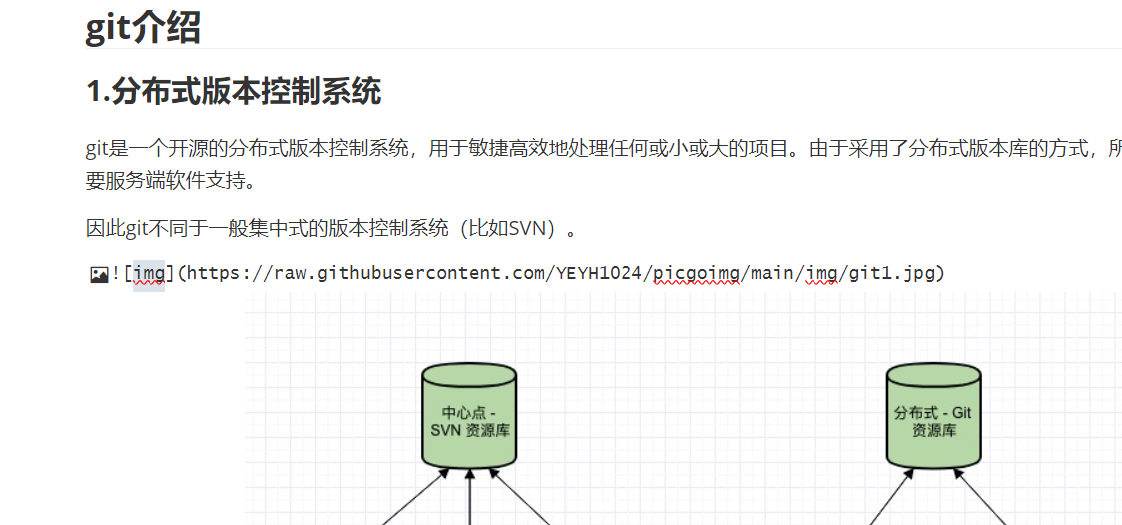 git介绍
1.分布式版本控制系统
git是一个开源的分布式版本控制系统，用于敏捷高效地处理任何或小或大的项目。由于采用了分布式版本库的方式，所
要服务端软件支持。
因此git不同于一般集中式的版本控制系统（比如SVN）。
![img](https://raw.githubusercontent.com/YEYH1024/picgoimg/main/img/git1.jpg)
中心点 -
SVN 资源库
分布式 - Git
资源库